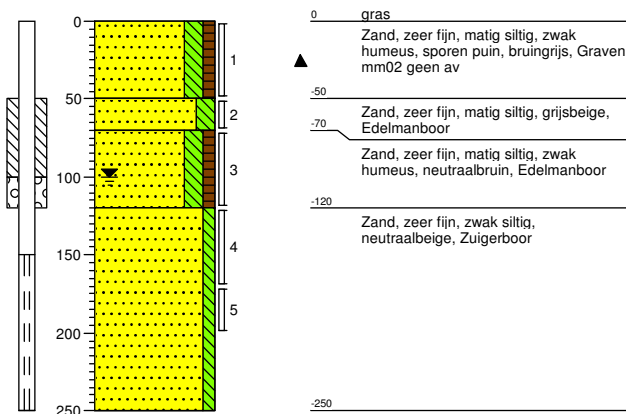 0
50
100
150
200
250
1
2
3
4
5
0 gras
Zand, zeer fijn, matig siltig, zwak
humeus, sporen puin, bruingrijs, Graven
mm02 geen av
-50
Zand, zeer fijn, matig siltig, grijsbeige,
Edelmanboor
-70
Zand, zeer fijn, matig siltig, zwak
humeus, neutraalbruin, Edelmanboor
-120
Zand, zeer fijn, zwak siltig,
neutraalbeige, Zuigerboor
-250